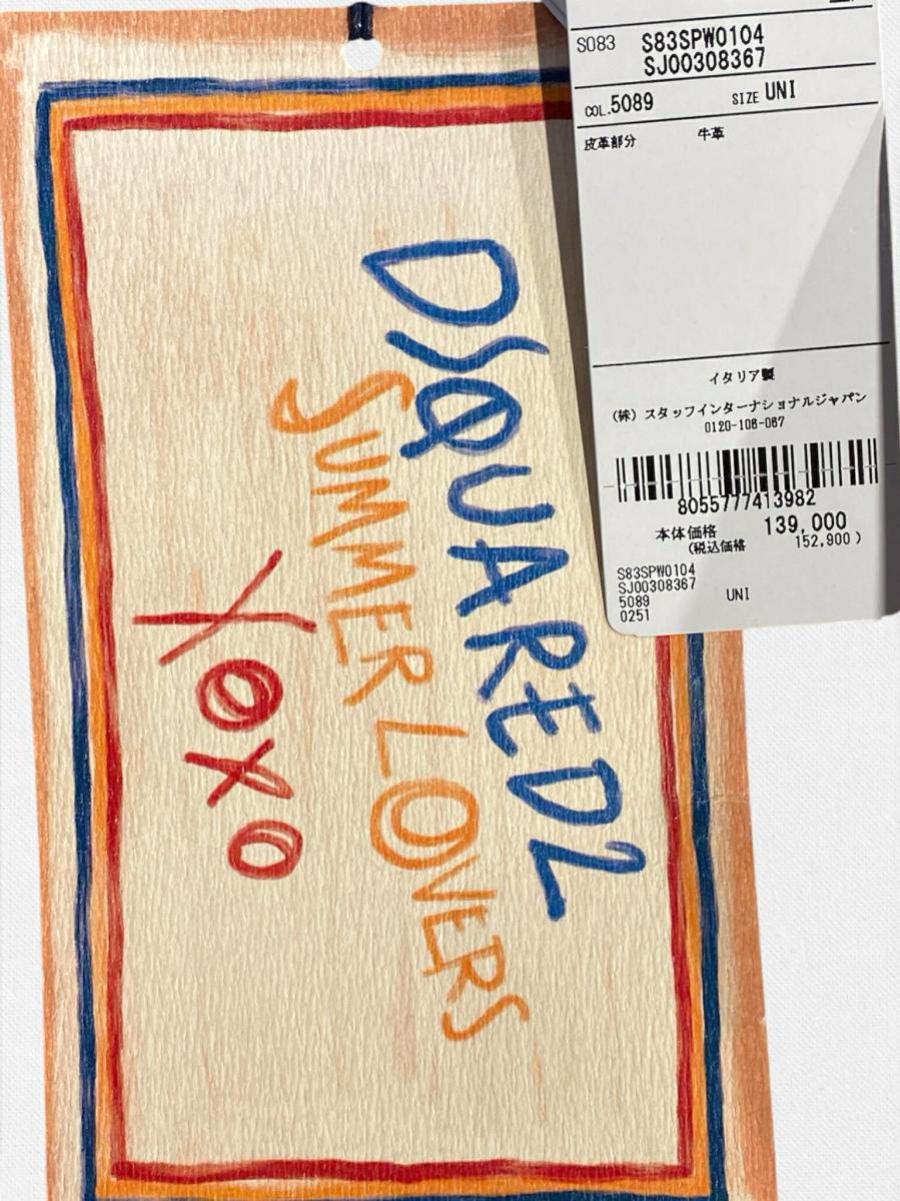 DSQUARED2
SUMMER LOVERS
XOXO
S083 S83SPW0104
SJ00308367
COL.5089 SIZE UNI
皮革部分 牛革
イタリア製
(株)スタッフインターナショナルジャパン
0120-106-067
8055777413982
本体価格 139,000
(税込価格 152,900)
S83SPW0104
SJ00308367
5089 UNI
0251